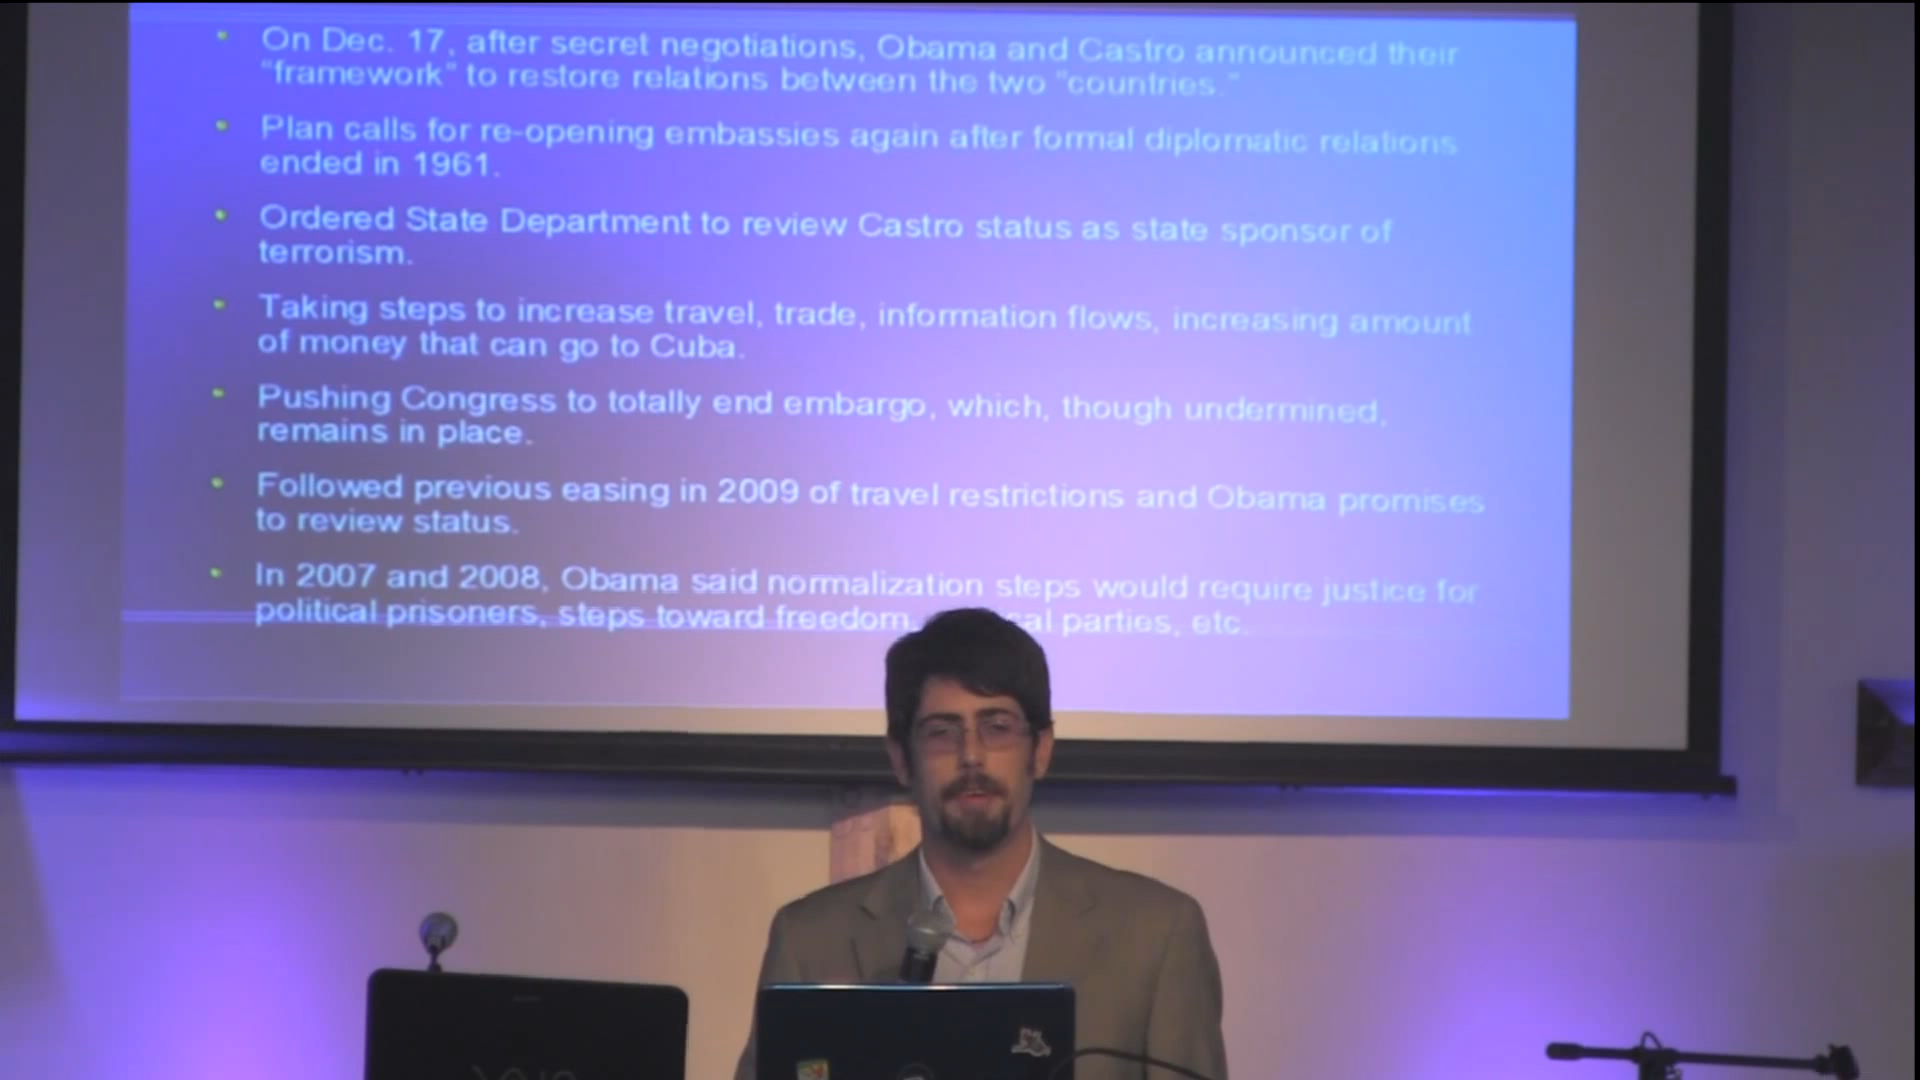 On Dec. 17, after secret negotiations, Obama and Castro announced their
"framework" to restore relations between the two "countries."
Plan calls for re-opening embassies again after formal diplomatic relations
ended in 1961.
Ordered State Department to review Castro status as state sponsor of
terrorism.
Taking steps to increase travel, trade, information flows, increasing amount
of money that can go to Cuba.
Pushing Congress to totally end embargo, which, though undermined,
remains in place.
Followed previous easing in 2009 of travel restrictions and Obama promises
to review status.
In 2007 and 2008, Obama said normalization steps would require justice for
political prisoners, steps toward freedom, parties, etc.